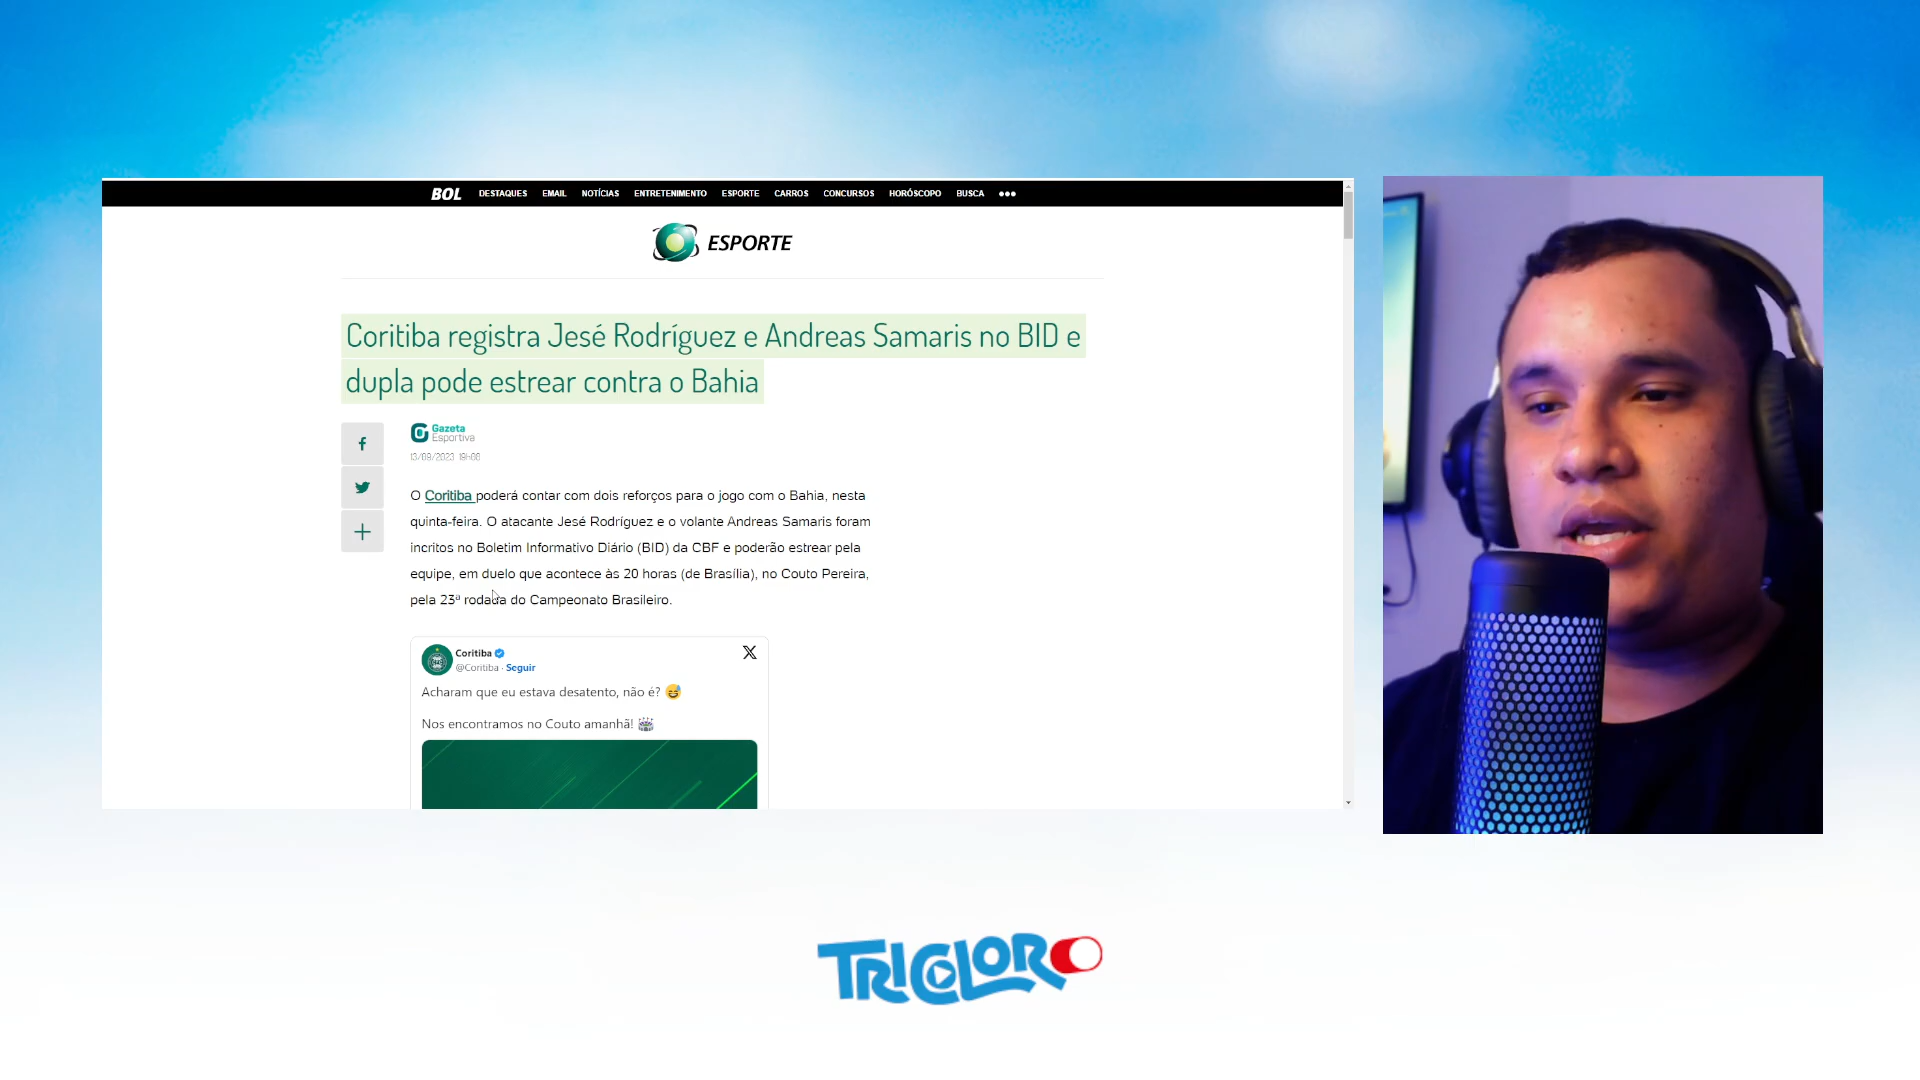 BOL DESTAQUES EMAIL NOTÍCIAS ENTRETENIMENTO ESPORTE CARROS CONCURSOS HORÓSCOPO BUSCA •••
ESPORTE
Coritiba registra Jesé Rodríguez e Andreas Samaris no BID e
dupla pode estrear contra o Bahia
Gazeta
Esportiva
13/09/2023
O Coritiba poderá contar com dois reforços para o jogo com o Bahia, nesta
quinta-feira. O atacante Jesé Rodríguez e o volante Andreas Samaris foram
incritos no Boletim Informativo Diário (BID) da CBF e poderão estrear pela
equipe, em duelo que acontece às 20 horas (de Brasília), no Couto Pereira,
pela 23ª rodada do Campeonato Brasileiro.
Coritiba
@Coritiba · Seguir
Acharam que eu estava desatento, não é? 😅
Nos encontramos no Couto amanhã! 🏟
TRICOLOR